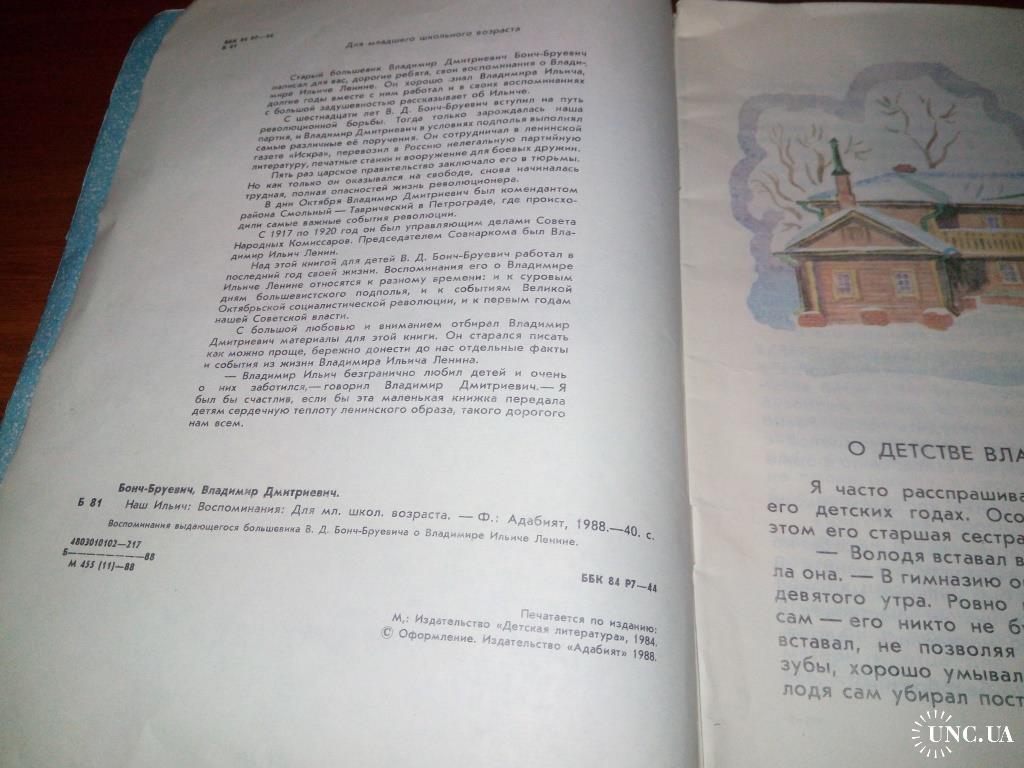 ББК 84 Р7—44
Б 81
Для младшего школьного возраста
Старый большевик Владимир Дмитриевич Бонч-Бруевич
написал для вас, дорогие ребята, свои воспоминания о Влади-
мире Ильиче Ленине. Он хорошо знал Владимира Ильича,
долгие годы вместе с ним работал и в своих воспоминаниях
с большой задушевностью рассказывает об Ильиче.
С шестнадцати лет В. Д. Бонч-Бруевич вступил на путь
революционной борьбы. Тогда только зарождалась наша
партия, и Владимир Дмитриевич в условиях подполья выполнял
самые различные её поручения. Он сотрудничал в ленинской
газете «Искра», перевозил в Россию нелегальную партийную
литературу, печатные станки и вооружение для боевых дружин.
Пять раз царское правительство заключало его в тюрьмы.
Но как только он оказывался на свободе, снова начиналась
трудная, полная опасностей жизнь революционера.
В дни Октября Владимир Дмитриевич был комендантом
района Смольный — Таврический в Петрограде, где происхо-
дили самые важные события революции.
С 1917 по 1920 год он был управляющим делами Совета
Народных Комиссаров. Председателем Совнаркома был Вла-
димир Ильич Ленин.
Над этой книгой для детей В. Д. Бонч-Бруевич работал в
последний год своей жизни. Воспоминания его о Владимире
Ильиче Ленине относятся к разному времени: и к суровым
дням большевистского подполья, и к событиям Великой
Октябрьской социалистической революции, и к первым годам
нашей Советской власти.
С большой любовью и вниманием отбирал Владимир
Дмитриевич материалы для этой книги. Он старался писать
как можно проще, бережно донести до нас отдельные факты
и события из жизни Владимира Ильича Ленина.
— Владимир Ильич безгранично любил детей и очень
о них заботился,— говорил Владимир Дмитриевич.— Я
был бы счастлив, если бы эта маленькая книжка передала
детям сердечную теплоту ленинского образа, такого дорогого
нам всем.
Бонч-Бруевич, Владимир Дмитриевич.
Б 81 Наш Ильич: Воспоминания: Для мл. школ. возраста. — Ф.: Адабият, 1988.—40. с.
Воспоминания выдающегося большевика В. Д. Бонч-Бруевича о Владимире Ильиче Ленине.
4803010102—217
Б————————88
М 455 (11)—88
ББК 84 Р7—44
Печатается по изданию:
М,: Издательство «Детская литература», 1984.
© Оформление. Издательство «Адабият» 1988.
О ДЕТСТВЕ ВЛА
Я часто расспрашива
его детских годах. Осо
этом его старшая сестра
— Володя вставал в
ла она. — В гимназию о
девятого утра. Ровно
сам — его никто не бу
вставал, не позволяя
зубы, хорошо умывал
лодя сам убирал пост
UNC.UA